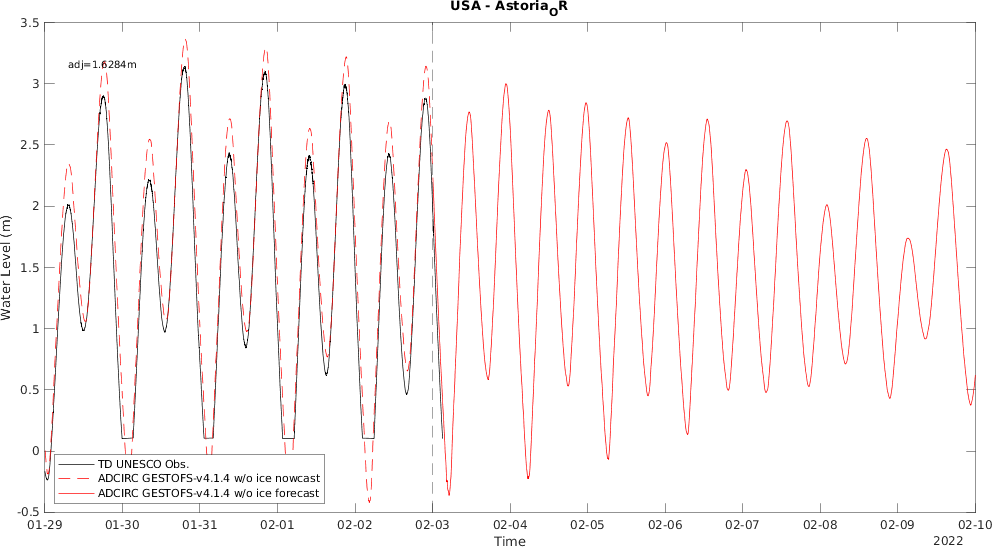 USA - Astoria_OR
3.5
adj=1.6284m
3
2.5
2
1.5
1
0.5
0
-0.5
Water Level (m)
TD UNESCO Obs.
ADCIRC GESTOFS-v4.1.4 w/o ice nowcast
ADCIRC GESTOFS-v4.1.4 w/o ice forecast
01-29 01-30 01-31 02-01 02-02 02-03 02-04 02-05 02-06 02-07 02-08 02-09 02-10
Time
2022